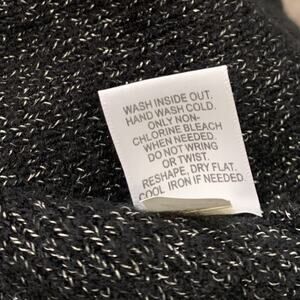 WASH INSIDE OUT.
HAND WASH COLD.
ONLY NON-
CHLORINE BLEACH
WHEN NEEDED.
DO NOT WRING
OR TWIST.
RESHAPE, DRY FLAT.
COOL IRON IF NEEDED.